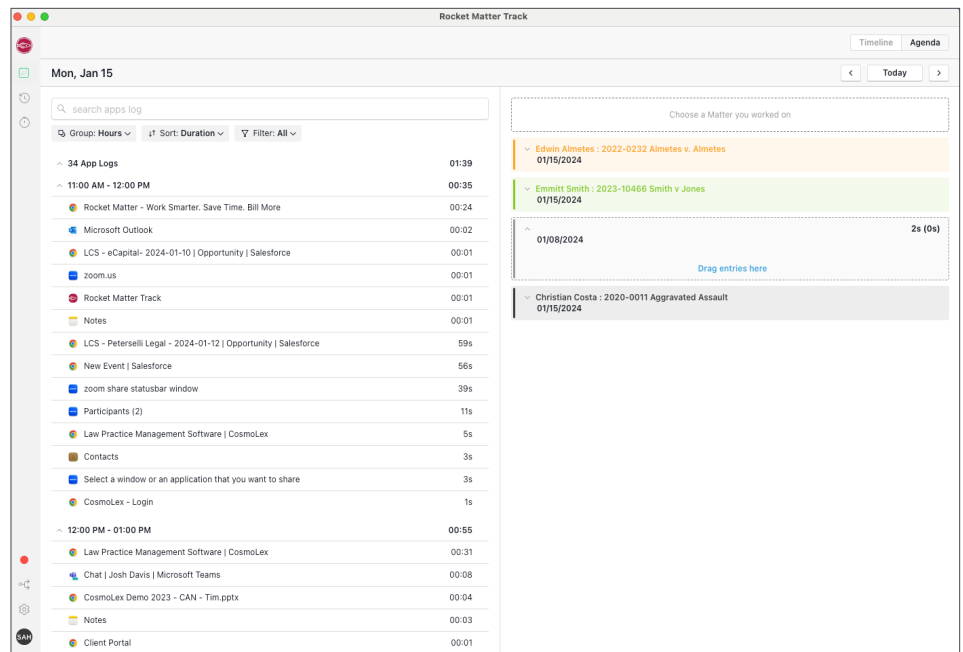 Rocket Matter Track
Timeline Agenda
Mon, Jan 15
Today
search apps log
Group: Hours Sort: Duration Filter: All
34 App Logs 01:39
11:00 AM - 12:00 PM 00:35
Rocket Matter - Work Smarter. Save Time. Bill More 00:24
Microsoft Outlook 00:02
LCS - eCapital- 2024-01-10 | Opportunity | Salesforce 00:01
zoom.us 00:01
Rocket Matter Track 00:01
Notes 00:01
LCS - Peterselli Legal - 2024-01-12 | Opportunity | Salesforce 59s
New Event | Salesforce 56s
zoom share statusbar window 39s
Participants (2) 11s
Law Practice Management Software | CosmoLex 5s
Contacts 3s
Select a window or an application that you want to share 3s
CosmoLex - Login 1s
12:00 PM - 01:00 PM 00:55
Law Practice Management Software | CosmoLex 00:31
Chat | Josh Davis | Microsoft Teams 00:08
CosmoLex Demo 2023 - CAN - Tim.pptx 00:04
Notes 00:03
Client Portal 00:01
Choose a Matter you worked on
Edwin Almetes : 2022-0232 Almetes v. Almetes
01/15/2024
Emmitt Smith : 2023-10466 Smith v Jones
01/15/2024
2s (0s)
01/08/2024
Drag entries here
Christian Costa : 2020-0011 Aggravated Assault
01/15/2024
SAH